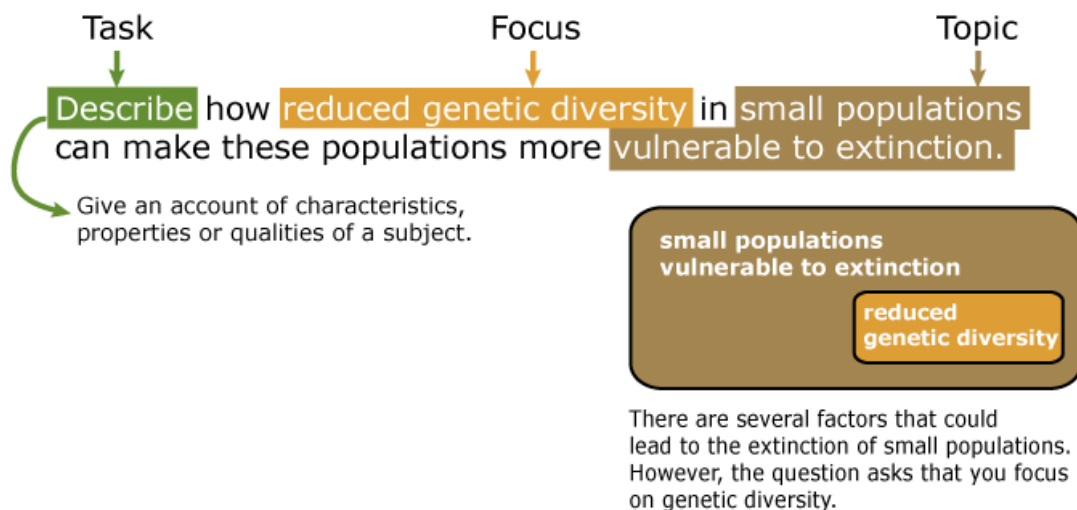 Task Focus Topic
Describe how reduced genetic diversity in small populations
can make these populations more vulnerable to extinction.
Give an account of characteristics,
properties or qualities of a subject.
small populations
vulnerable to extinction
reduced
genetic diversity
There are several factors that could
lead to the extinction of small populations.
However, the question asks that you focus
on genetic diversity.